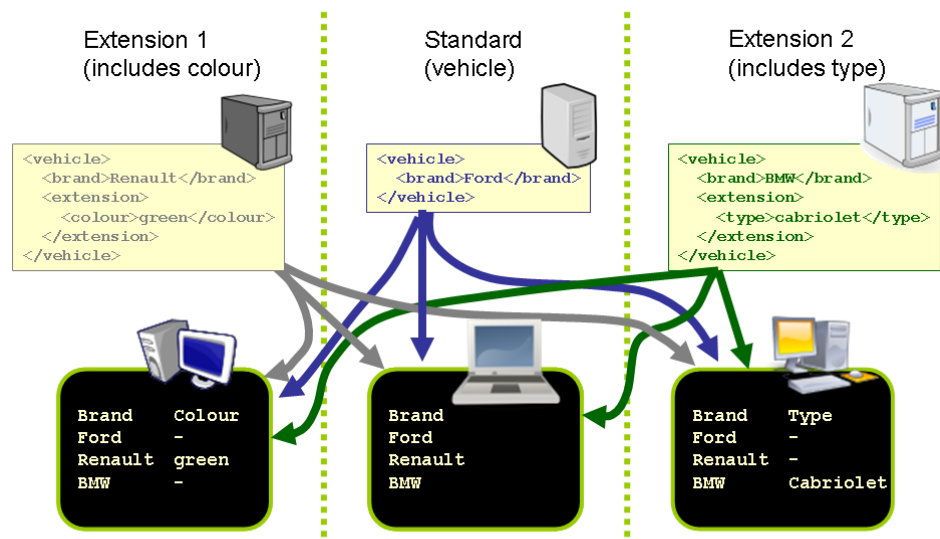 Extension 1
(includes colour)
Standard
(vehicle)
Extension 2
(includes type)
<vehicle>
<brand>Renault</brand>
<extension>
<colour>green</colour>
</extension>
</vehicle>
<vehicle>
<brand>Ford</brand>
</vehicle>
<vehicle>
<brand>BMW</brand>
<extension>
<type>cabriolet</type>
</extension>
</vehicle>
Brand Colour
Ford -
Renault green
BMW -
Brand
Ford
Renault
BMW
Brand Type
Ford -
Renault -
BMW Cabriolet